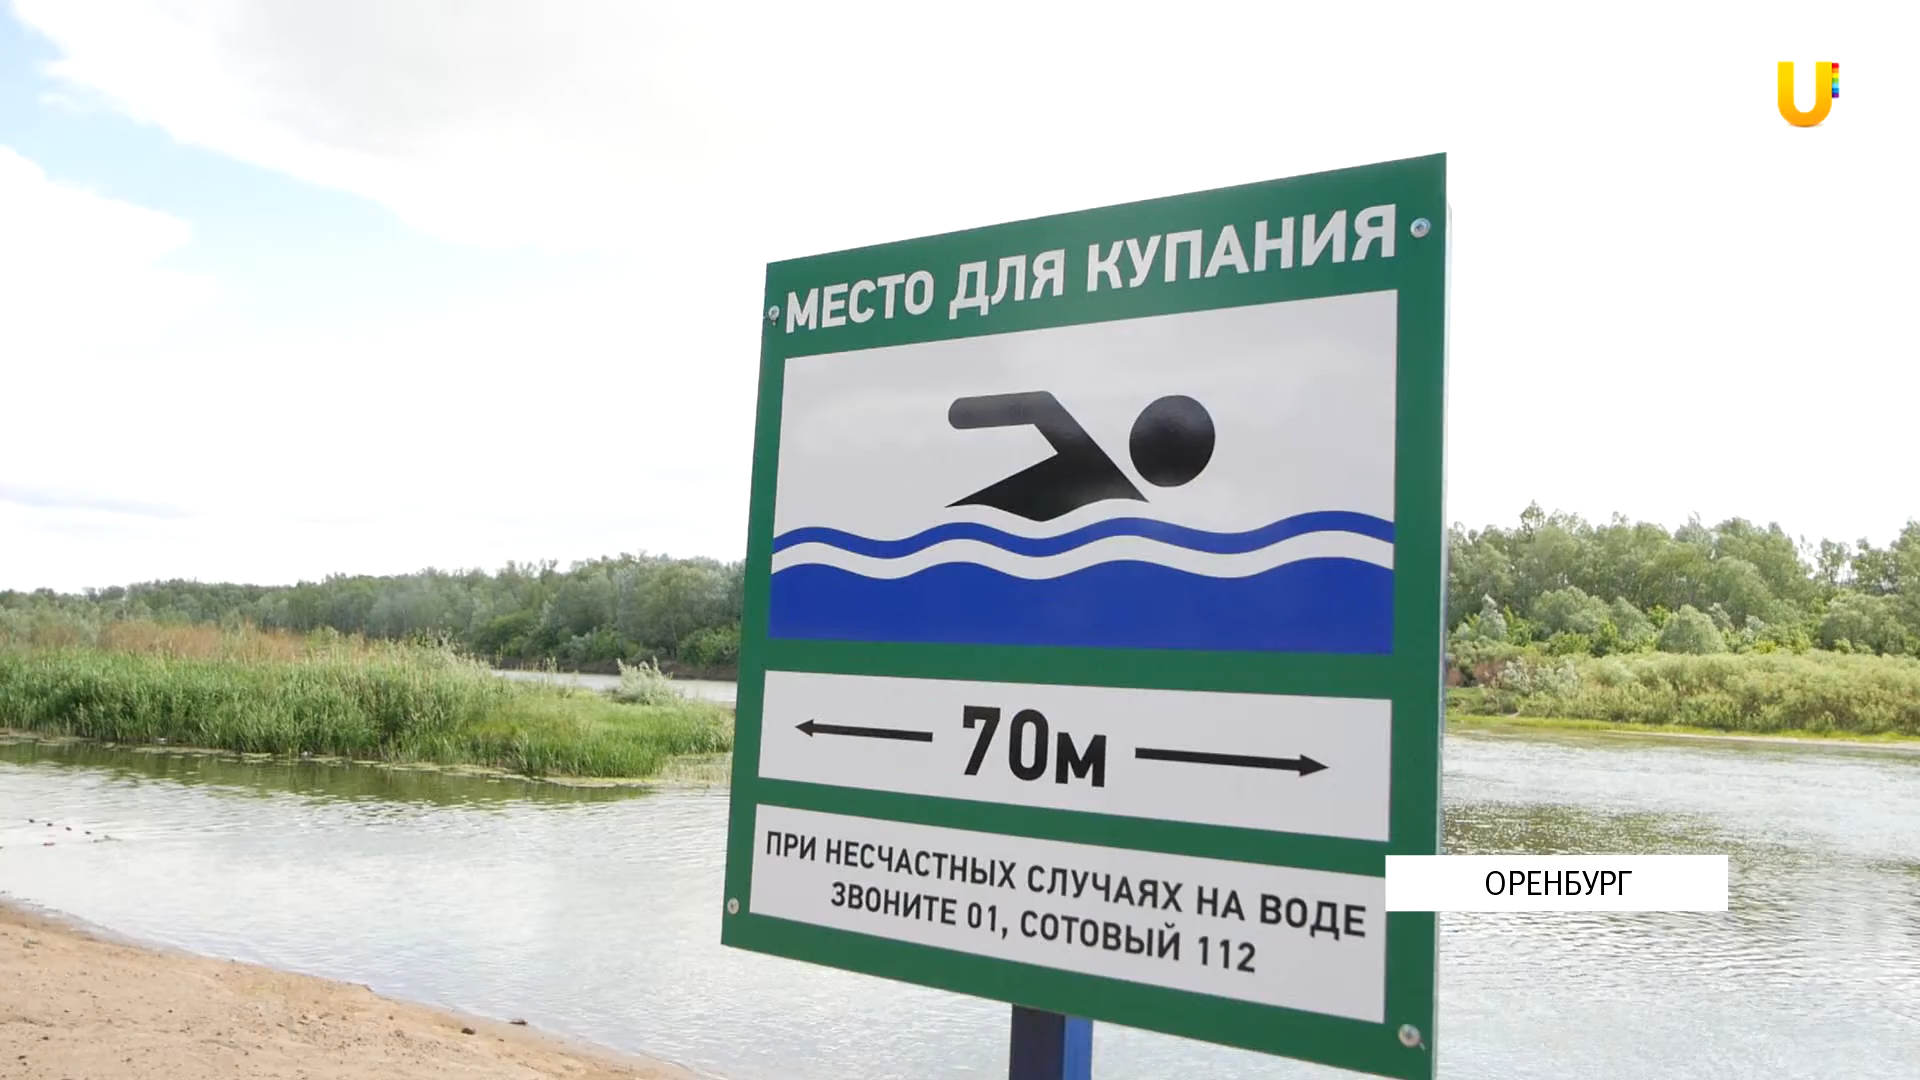 U
МЕСТО ДЛЯ КУПАНИЯ
70м
ПРИ НЕСЧАСТНЫХ СЛУЧАЯХ НА ВОДЕ
ЗВОНИТЕ 01, СОТОВЫЙ 112
ОРЕНБУРГ